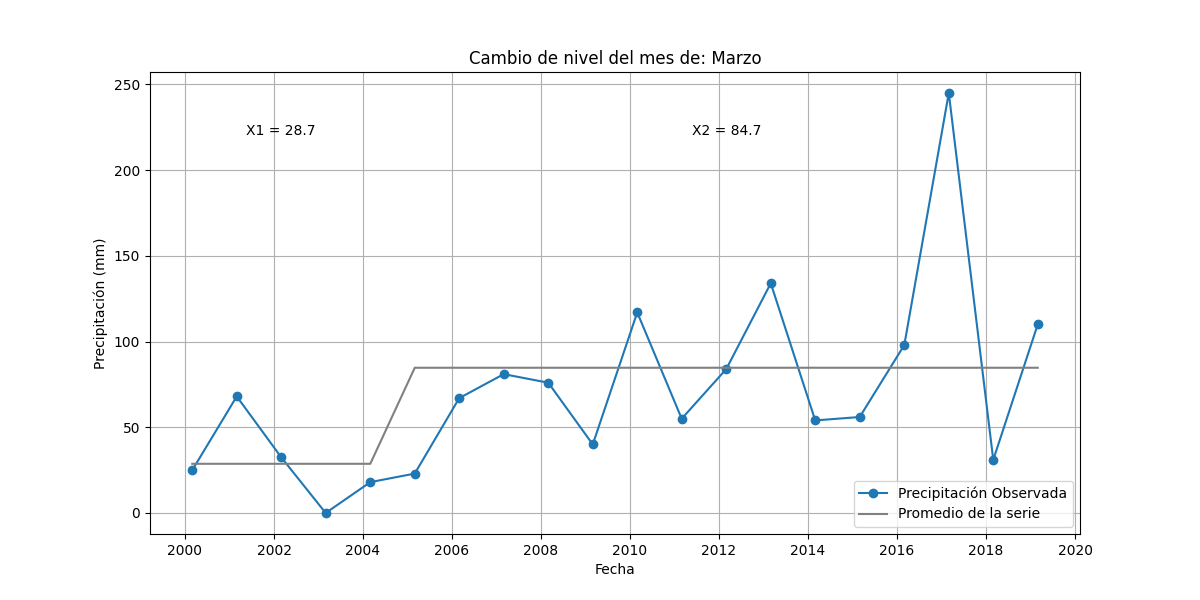 Cambio de nivel del mes de: Marzo
250
200
150
100
50
0
Precipitación (mm)
X1 = 28.7
X2 = 84.7
Precipitación Observada
Promedio de la serie
2000 2002 2004 2006 2008 2010 2012 2014 2016 2018 2020
Fecha